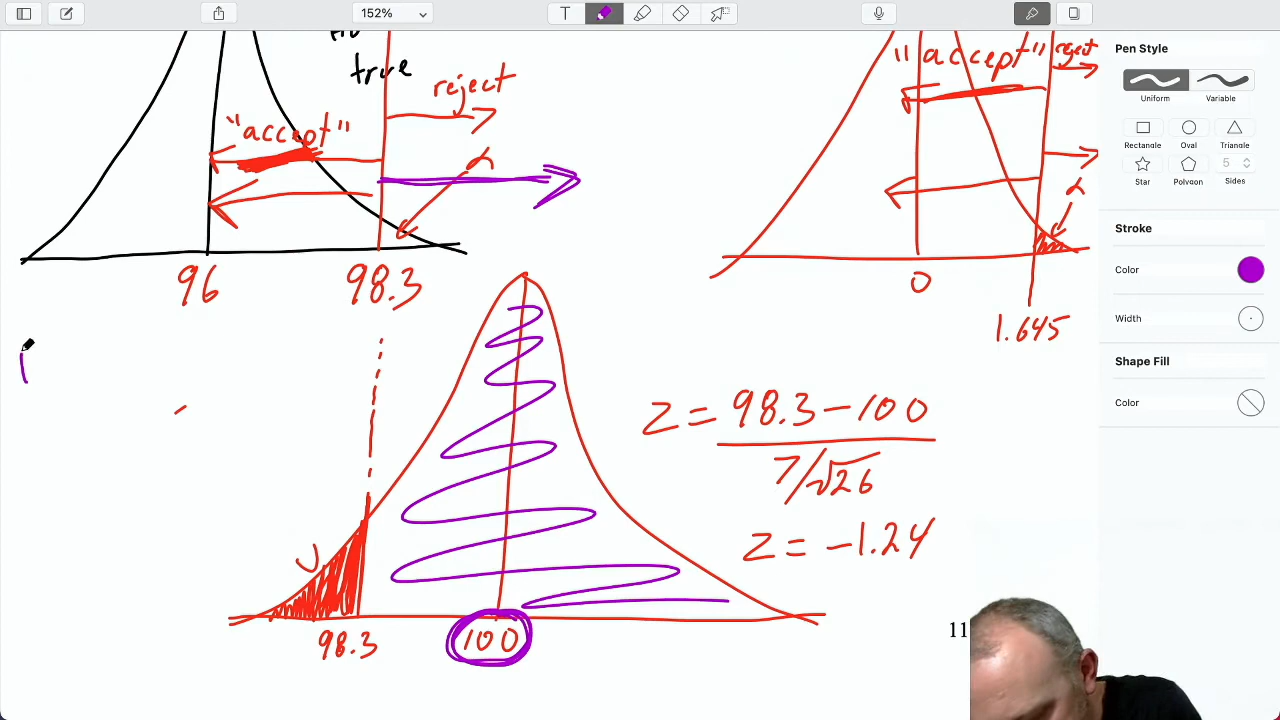 152%
T
true
reject
"accept"
α
96
98.3
"accept"
reject
α
0
1.645
z = 98.3 - 100
7/√26
z = -1.24
98.3
100
11
Pen Style
Uniform
Variable
Rectangle
Oval
Triangle
Star
Polygon
5
Sides
Stroke
Color
Width
Shape Fill
Color